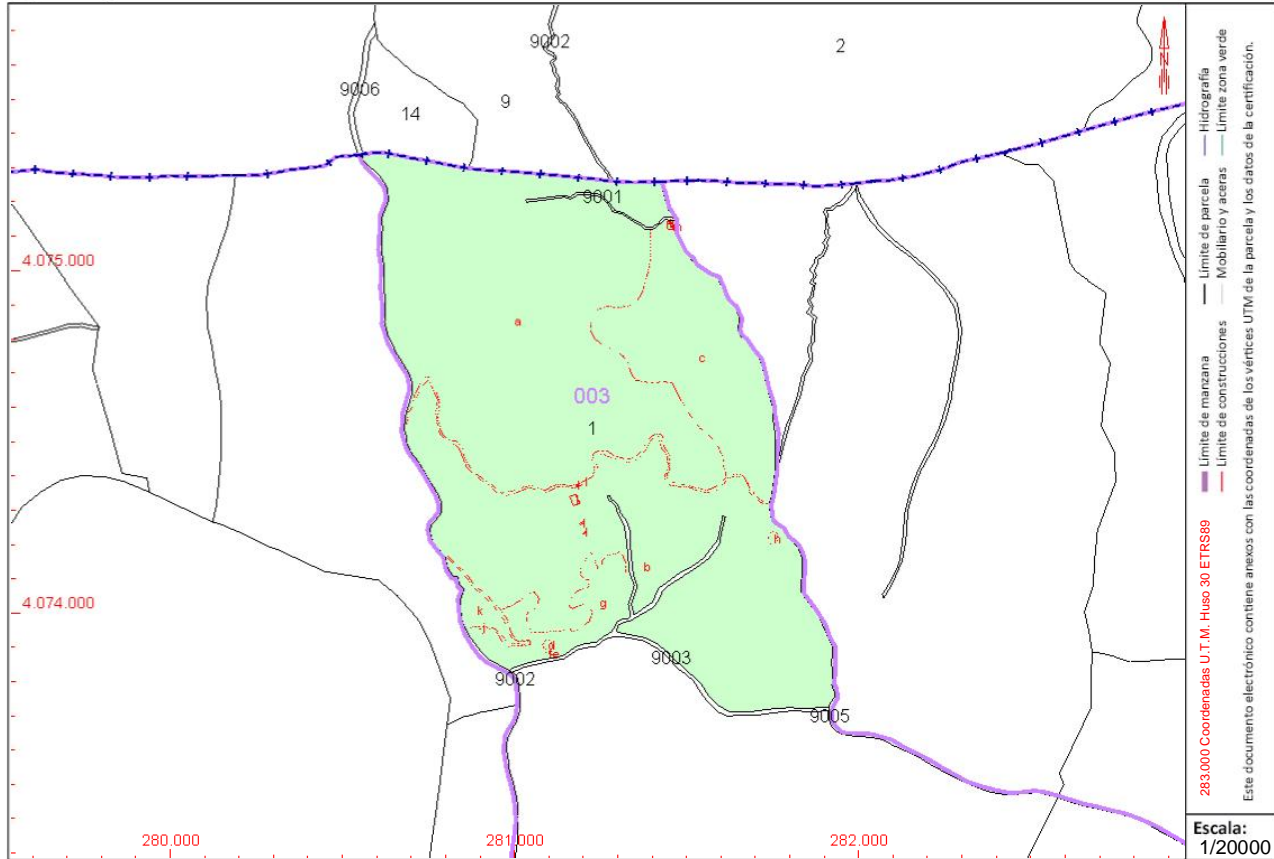 9002
2
9006
14
9
9001
4.075.000
a
c
003
1
h
b
4.074.000
k
g
9003
9002
9005
280.000
281.000
282.000
Límite de manzana
Límite de parcela
Hidrografía
Límite de construcciones
Mobiliario y aceras
Límite zona verde
283.000 Coordenadas U.T.M. Huso 30 ETRS89
Este documento electrónico contiene anexos con las coordenadas de los vértices UTM de la parcela y los datos de la certificación.
Escala:
1/20000